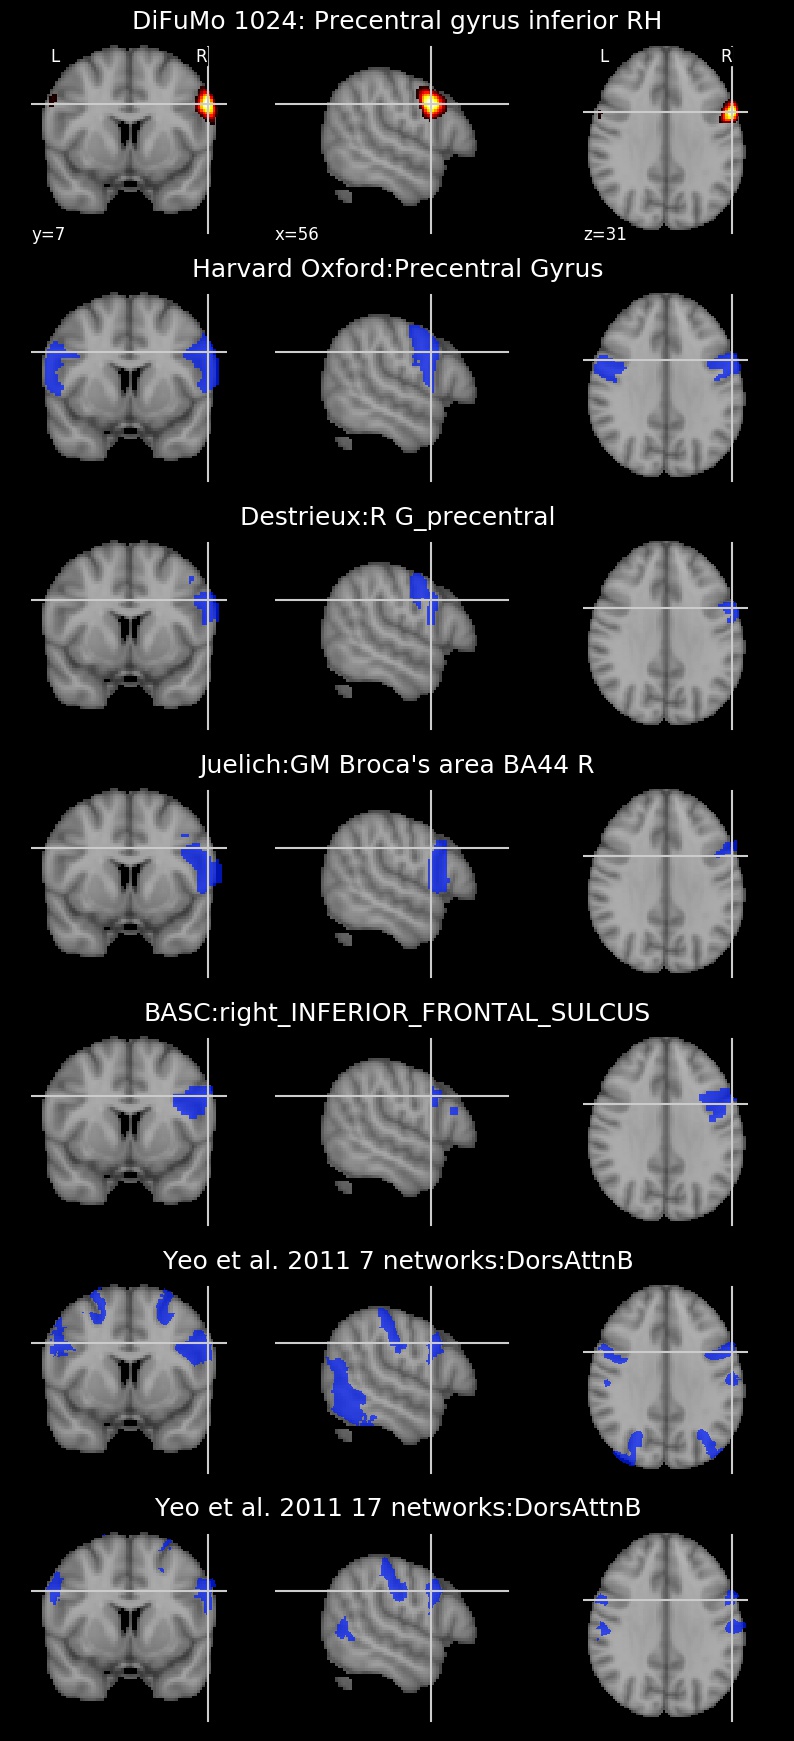 DiFuMo 1024: Precentral gyrus inferior RH
L R L R
y=7 x=56 z=31
Harvard Oxford:Precentral Gyrus
Destrieux:R G_precentral
Juelich:GM Broca's area BA44 R
BASC:right_INFERIOR_FRONTAL_SULCUS
Yeo et al. 2011 7 networks:DorsAttnB
Yeo et al. 2011 17 networks:DorsAttnB